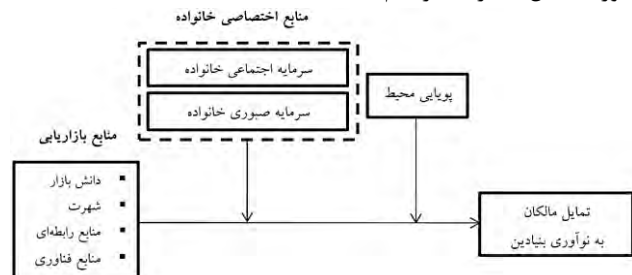 منابع اختصاصی خانواده
سرمایه اجتماعی خانواده
سرمایه صبوری خانواده
پویایی محیط
منابع بازاریابی
▪ دانش بازار
▪ شهرت
▪ منابع رابطه‌ای
▪ منابع فناوری
تمایل مالکان
به نوآوری بنیادین